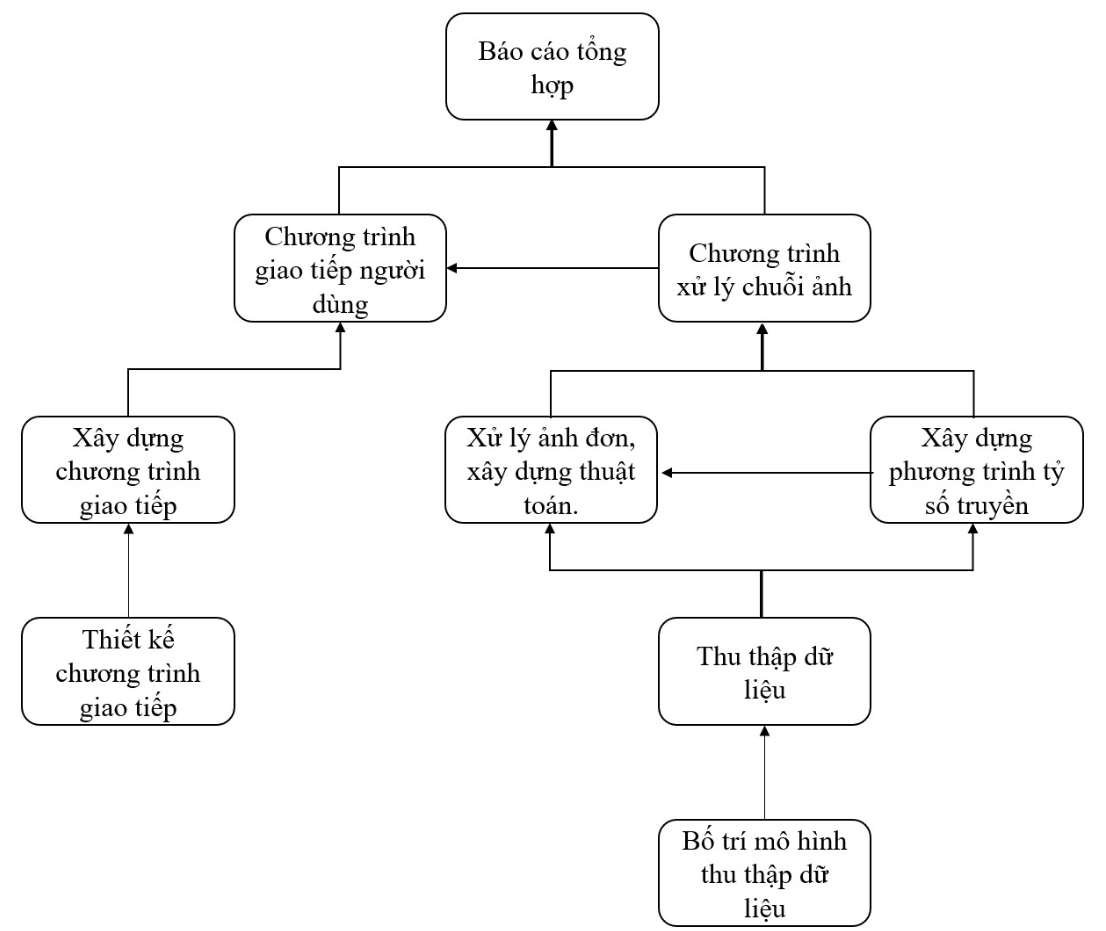 Báo cáo tổng
hợp
Chương trình
giao tiếp người
dùng
Chương trình
xử lý chuỗi ảnh
Xây dựng
chương trình
giao tiếp
Xử lý ảnh đơn,
xây dựng thuật
toán.
Xây dựng
phương trình tỷ
số truyền
Thiết kế
chương trình
giao tiếp
Thu thập dữ
liệu
Bố trí mô hình
thu thập dữ
liệu